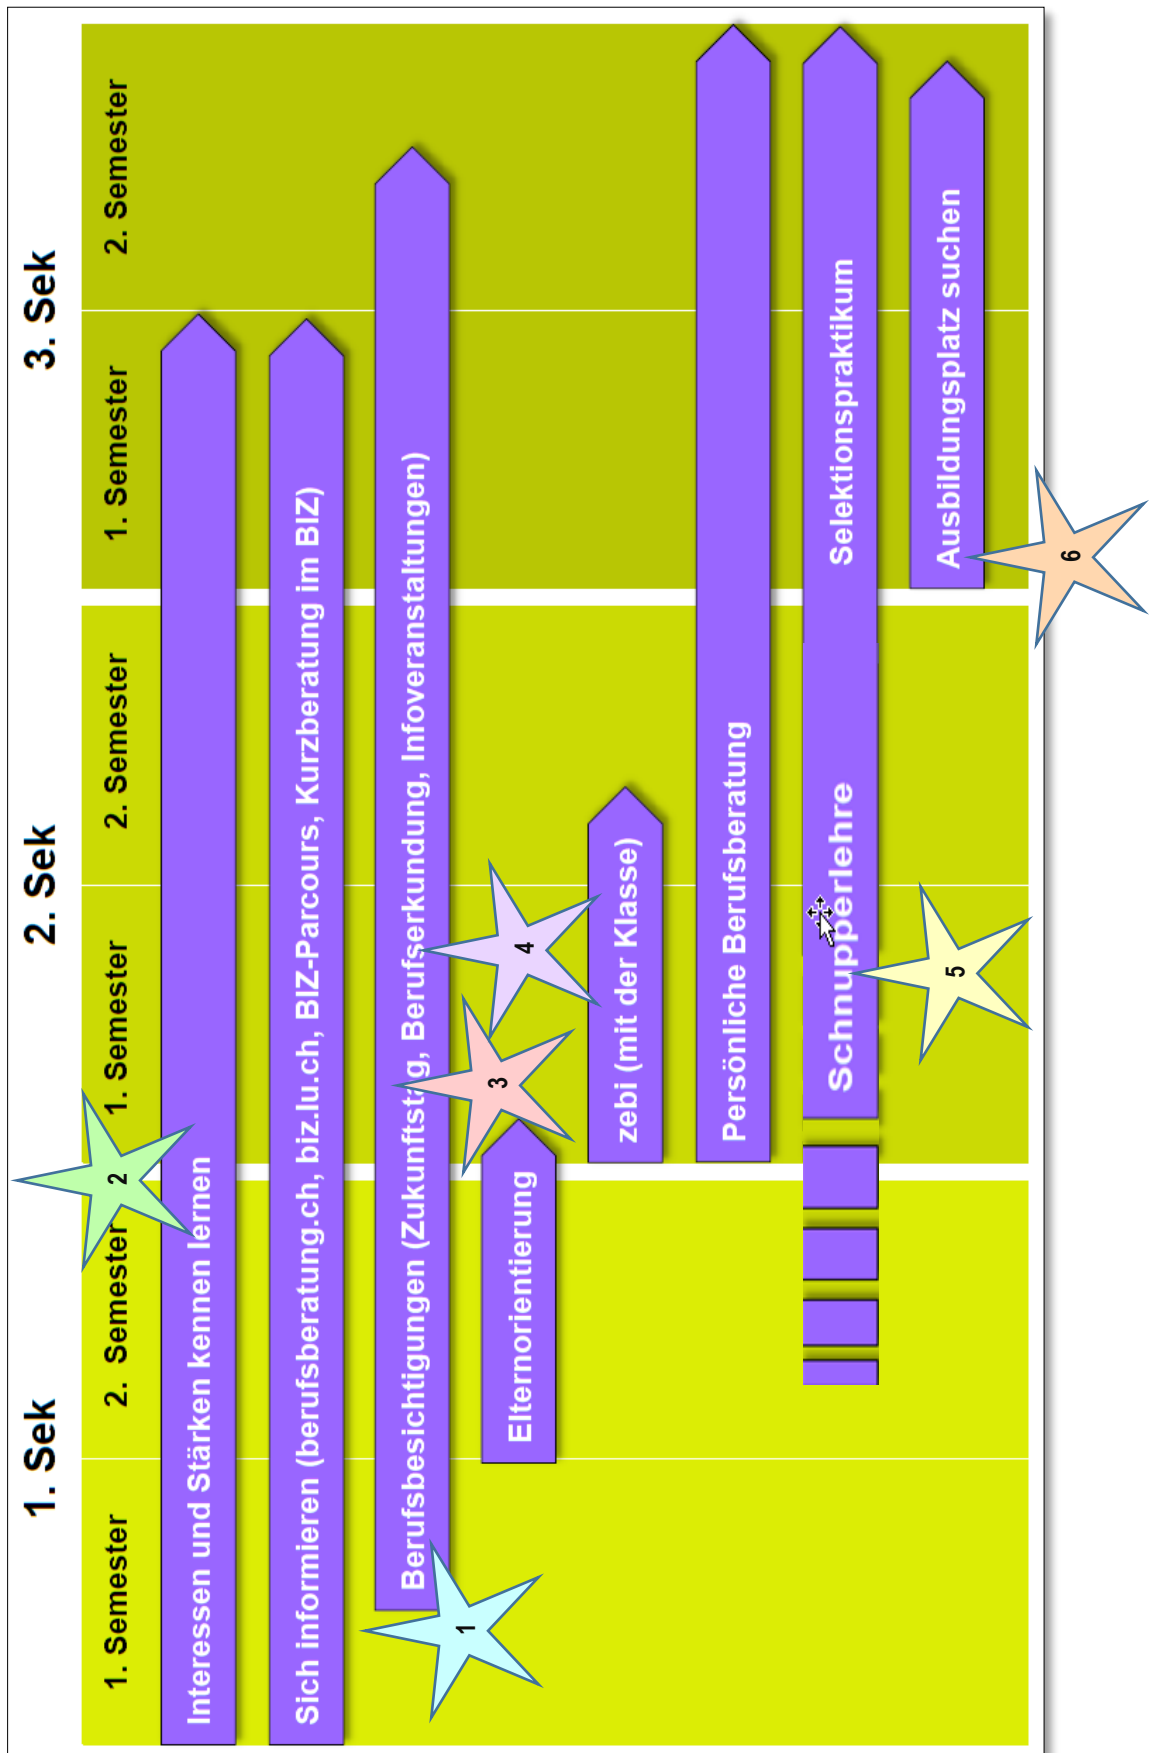 1. Sek
2. Sek
3. Sek
1. Semester
2. Semester
1. Semester
2. Semester
1. Semester
2. Semester
2
Interessen und Stärken kennen lernen
Sich informieren (berufsberatung.ch, biz.lu.ch, BIZ-Parcours, Kurzberatung im BIZ)
Berufsbesichtigungen (Zukunftstag, Berufserkundung, Infoveranstaltungen)
1
3
4
Elternorientierung
zebi (mit der Klasse)
Persönliche Berufsberatung
Schnupperlehre
Selektionspraktikum
5
Ausbildungsplatz suchen
6